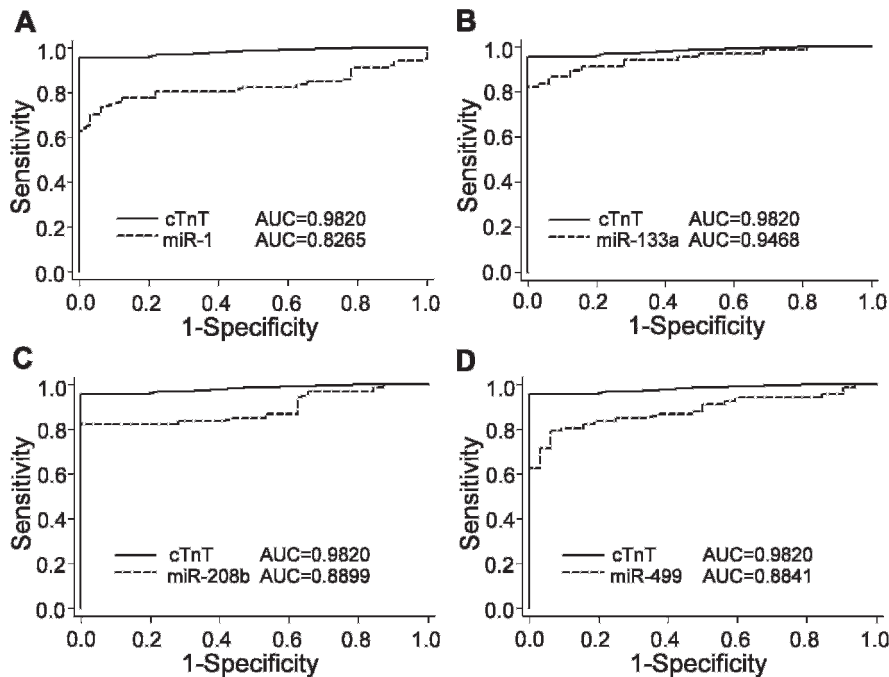 A
Sensitivity
1.0
0.8
0.6
0.4
0.2
0.0
cTnT AUC=0.9820
miR-1 AUC=0.8265
0.0 0.2 0.4 0.6 0.8 1.0
1-Specificity
B
Sensitivity
1.0
0.8
0.6
0.4
0.2
0.0
cTnT AUC=0.9820
miR-133a AUC=0.9468
0.0 0.2 0.4 0.6 0.8 1.0
1-Specificity
C
Sensitivity
1.0
0.8
0.6
0.4
0.2
0.0
cTnT AUC=0.9820
miR-208b AUC=0.8899
0.0 0.2 0.4 0.6 0.8 1.0
1-Specificity
D
Sensitivity
1.0
0.8
0.6
0.4
0.2
0.0
cTnT AUC=0.9820
miR-499 AUC=0.8841
0.0 0.2 0.4 0.6 0.8 1.0
1-Specificity